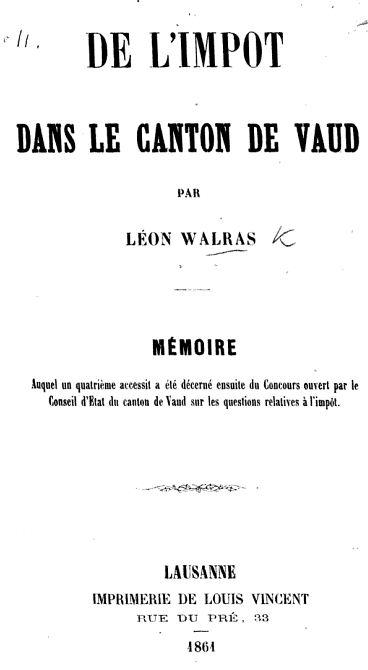 DE L'IMPOT
DANS LE CANTON DE VAUD
PAR
LÉON WALRAS K
MÉMOIRE
Auquel un quatrième accessit a été décerné ensuite du Concours ouvert par le
Conseil d'Etat du canton de Vaud sur les questions relatives à l'impôt.
LAUSANNE
IMPRIMERIE DE LOUIS VINCENT
RUE DU PRÉ, 33
1861